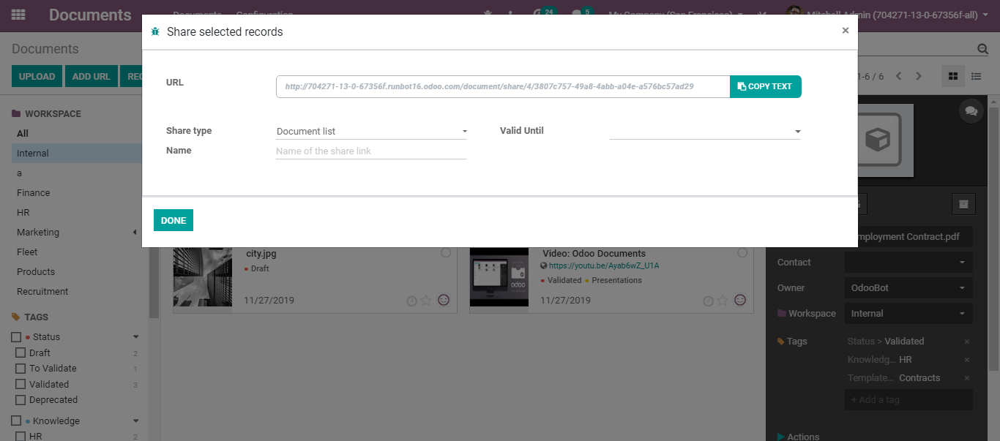 Documents
Documents Configuration 24 5 My Company (San Francisco) Mitchell Admin (704271-13-0-67356f-all)
Share selected records ×
Documents
UPLOAD ADD URL
1-6 / 6
URL http://704271-13-0-67356f.runbot16.odoo.com/document/share/4/3807c757-49a8-4abb-a04e-a576bc57ad29 COPY TEXT
Share type Document list Valid Until
Name Name of the share link
DONE
WORKSPACE
All
Internal
a
Finance
HR
Marketing
Fleet
Products
Recruitment
TAGS
Status
Draft 2
To Validate 1
Validated 3
Deprecated
Knowledge
HR 2
city.jpg
Draft
11/27/2019
Video: Odoo Documents
https://youtu.be/Ayab6wZ_U1A
Validated Presentations
odoo
11/27/2019
mployment Contract.pdf
Contact
Owner OdooBot
Workspace Internal
Tags Status > Validated ×
Knowledg... HR ×
Template... Contracts ×
+ Add a tag
Actions